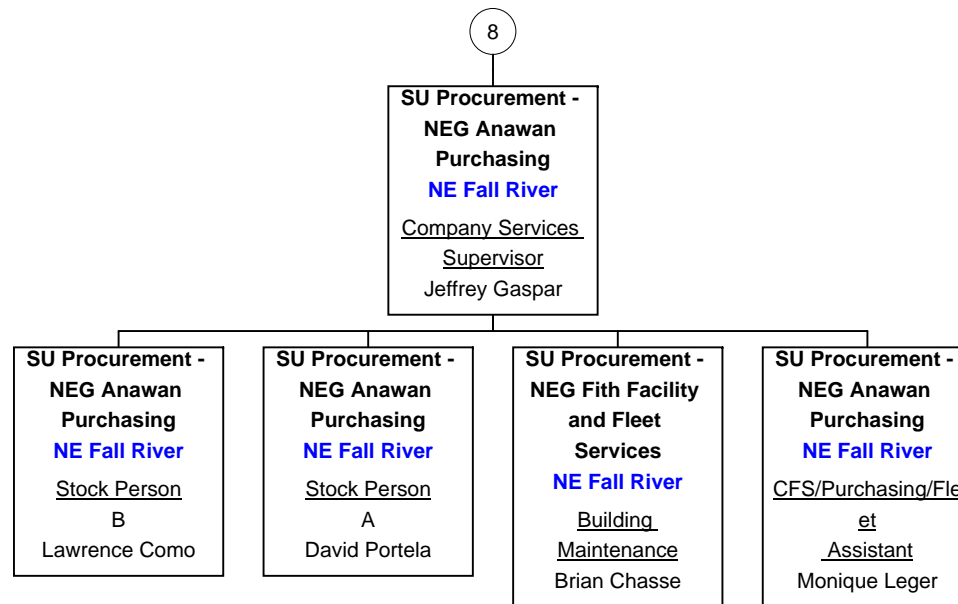 8
SU Procurement -
NEG Anawan
Purchasing
NE Fall River
Company Services
Supervisor
Jeffrey Gaspar
SU Procurement -
NEG Anawan
Purchasing
NE Fall River
Stock Person
B
Lawrence Como
SU Procurement -
NEG Anawan
Purchasing
NE Fall River
Stock Person
A
David Portela
SU Procurement -
NEG Fith Facility
and Fleet
Services
NE Fall River
Building
Maintenance
Brian Chasse
SU Procurement -
NEG Anawan
Purchasing
NE Fall River
CFS/Purchasing/Fle
et
Assistant
Monique Leger